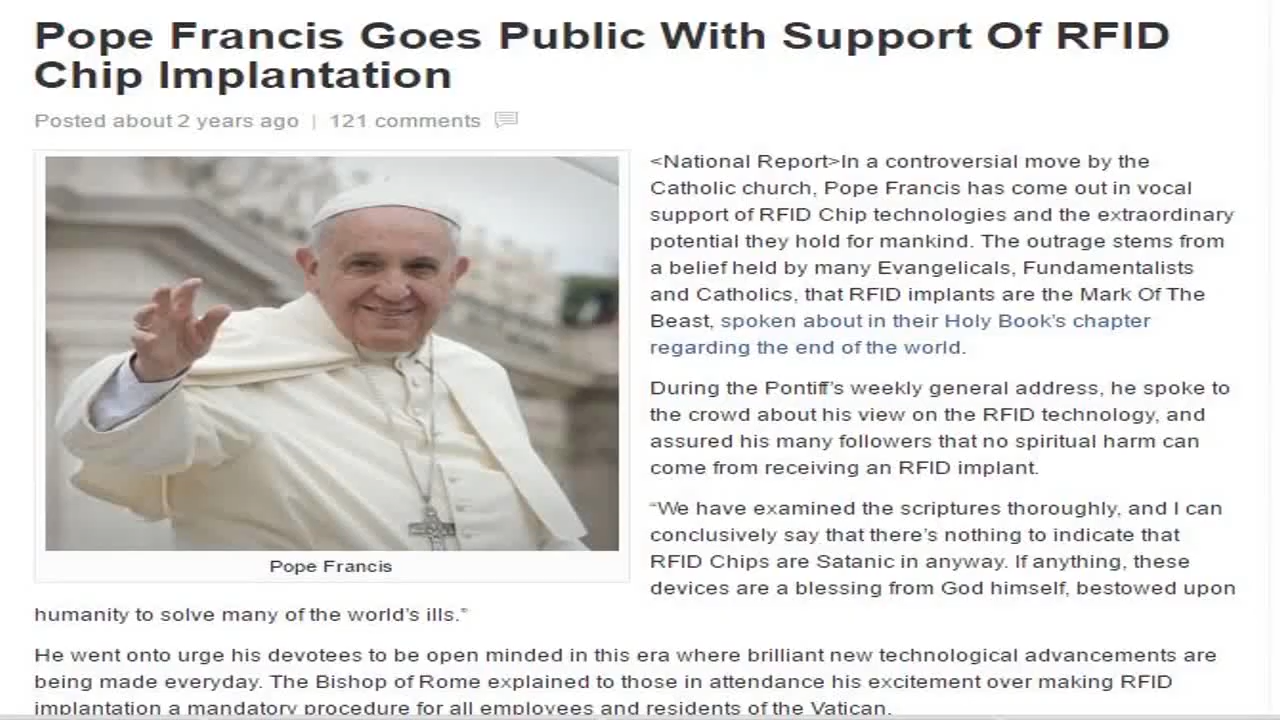 Pope Francis Goes Public With Support Of RFID
Chip Implantation
Posted about 2 years ago | 121 comments
<National Report>In a controversial move by the
Catholic church, Pope Francis has come out in vocal
support of RFID Chip technologies and the extraordinary
potential they hold for mankind. The outrage stems from
a belief held by many Evangelicals, Fundamentalists
and Catholics, that RFID implants are the Mark Of The
Beast, spoken about in their Holy Book's chapter
regarding the end of the world.
During the Pontiff's weekly general address, he spoke to
the crowd about his view on the RFID technology, and
assured his many followers that no spiritual harm can
come from receiving an RFID implant.
“We have examined the scriptures thoroughly, and I can
conclusively say that there's nothing to indicate that
RFID Chips are Satanic in anyway. If anything, these
devices are a blessing from God himself, bestowed upon
Pope Francis
humanity to solve many of the world's ills.”
He went onto urge his devotees to be open minded in this era where brilliant new technological advancements are
being made everyday. The Bishop of Rome explained to those in attendance his excitement over making RFID
implantation a mandatory procedure for all employees and residents of the Vatican.